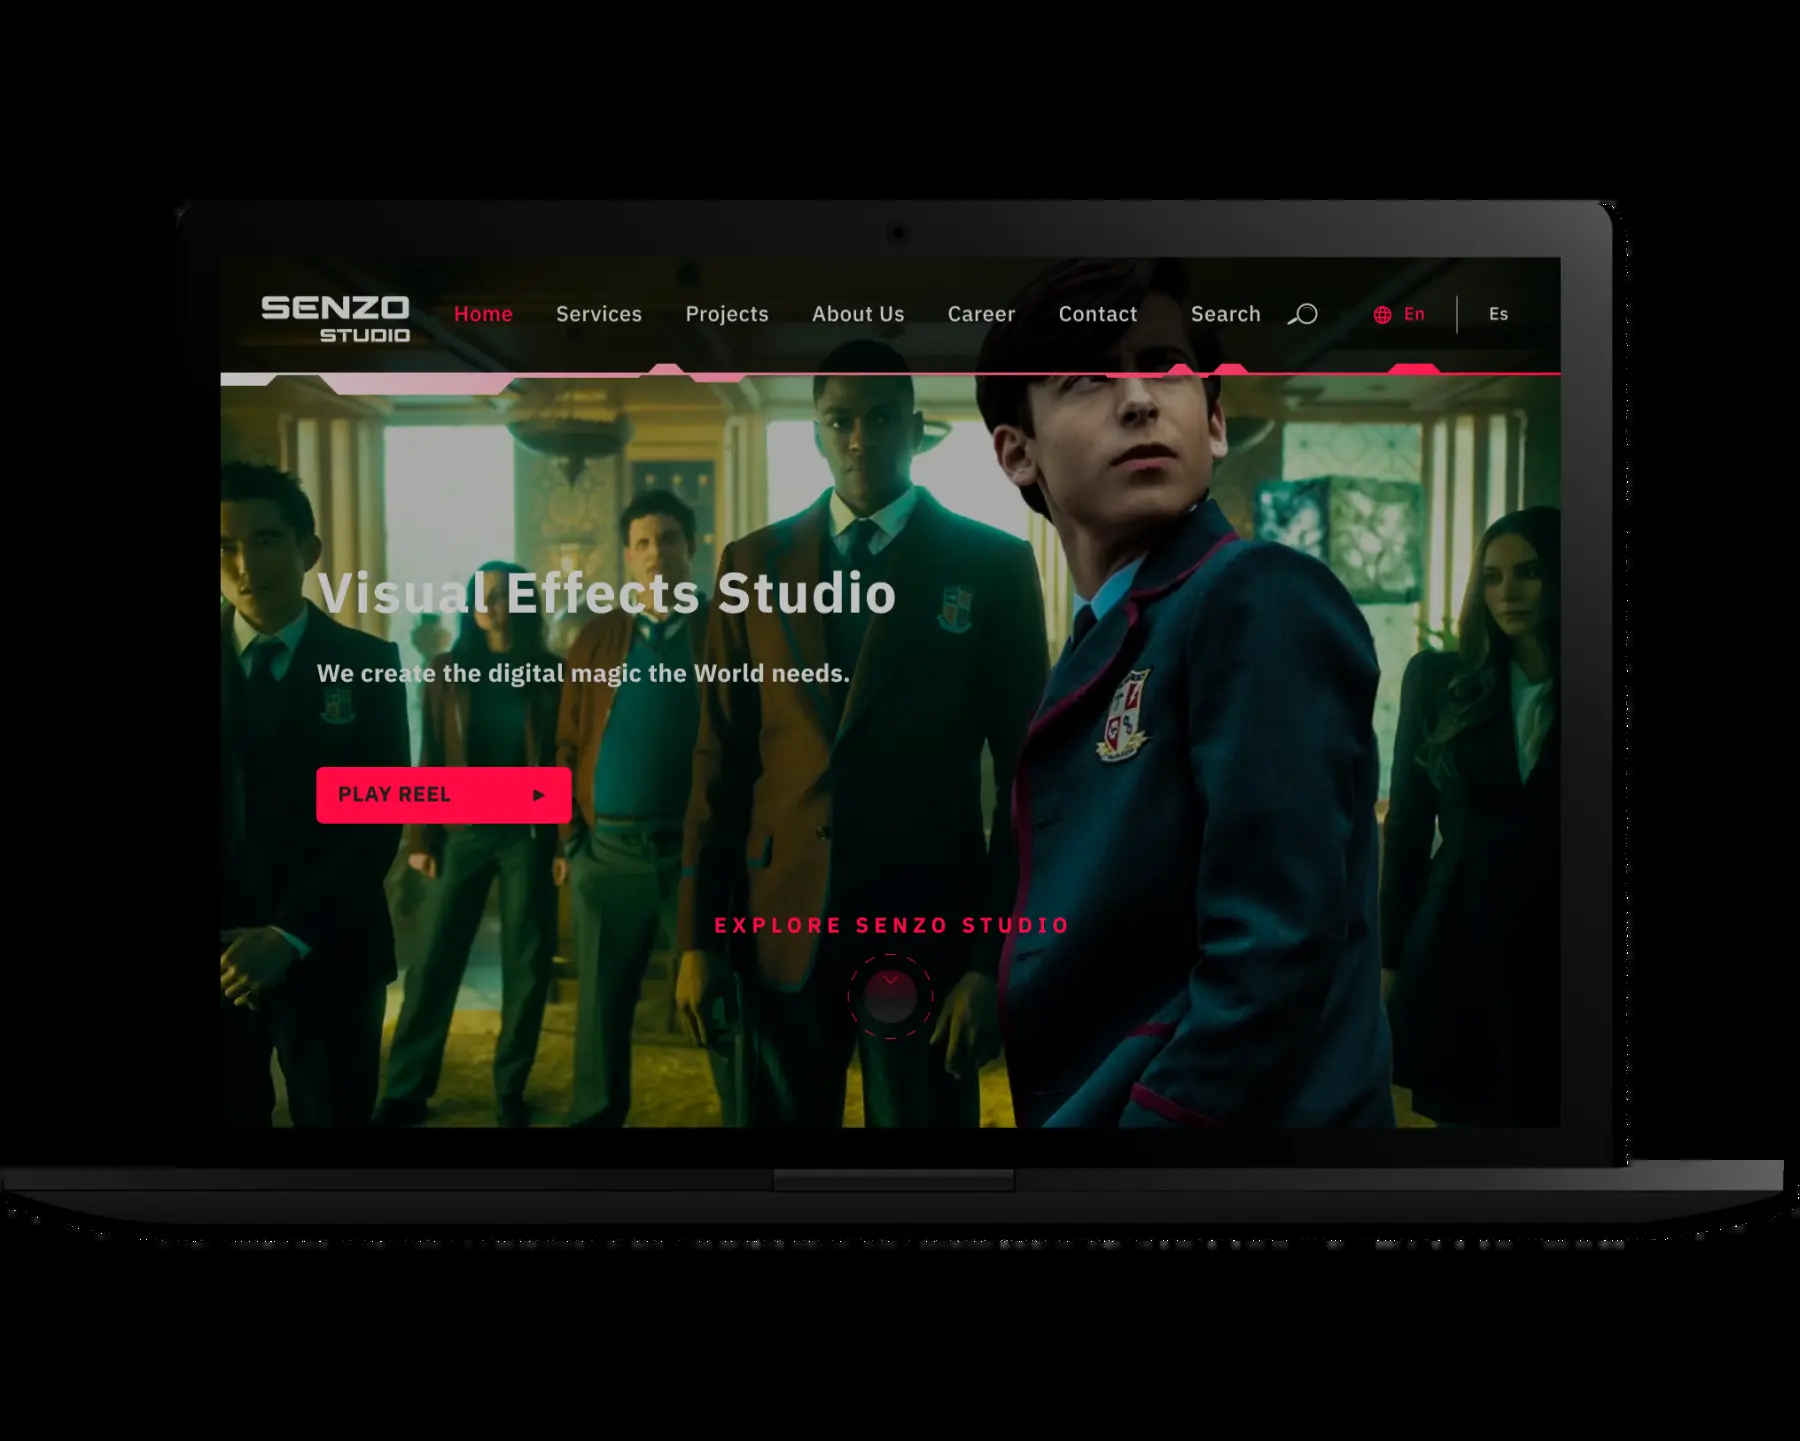 SENZO
STUDIO
Home Services Projects About Us Career Contact Search En Es
Visual Effects Studio
We create the digital magic the World needs.
PLAY REEL
EXPLORE SENZO STUDIO